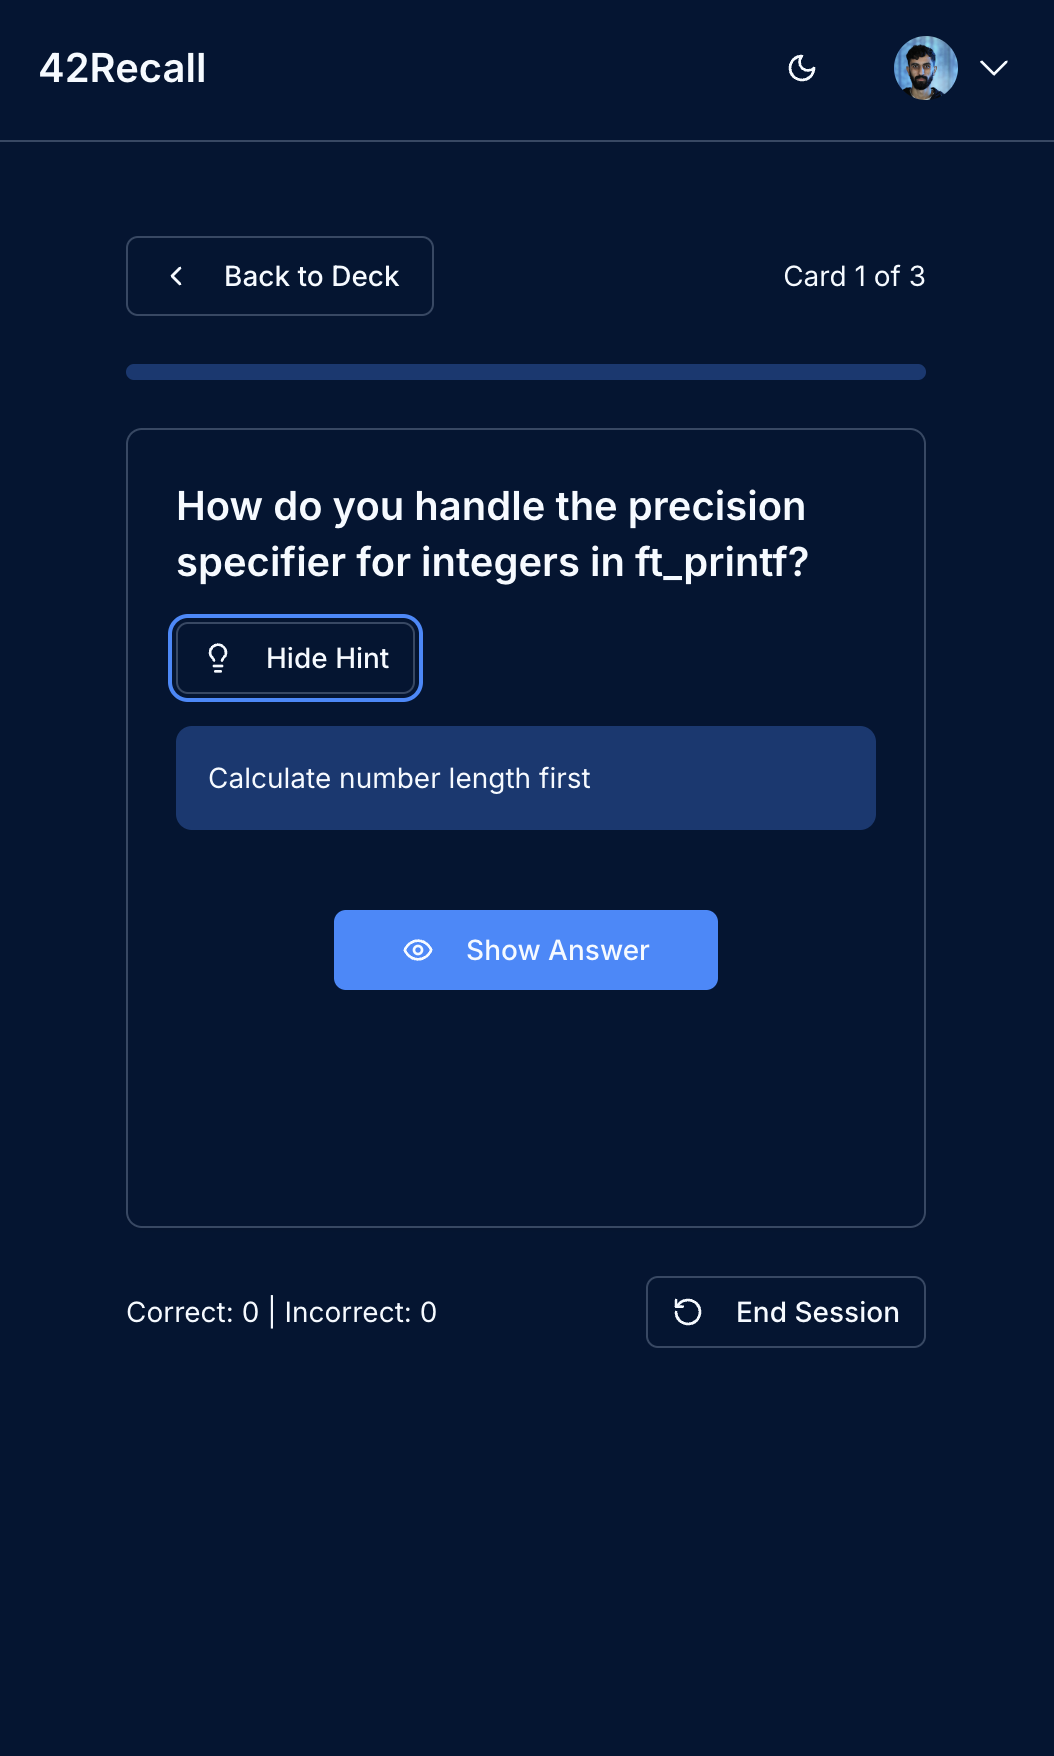 42Recall
Back to Deck
Card 1 of 3
How do you handle the precision
specifier for integers in ft_printf?
Hide Hint
Calculate number length first
Show Answer
Correct: 0 | Incorrect: 0
End Session